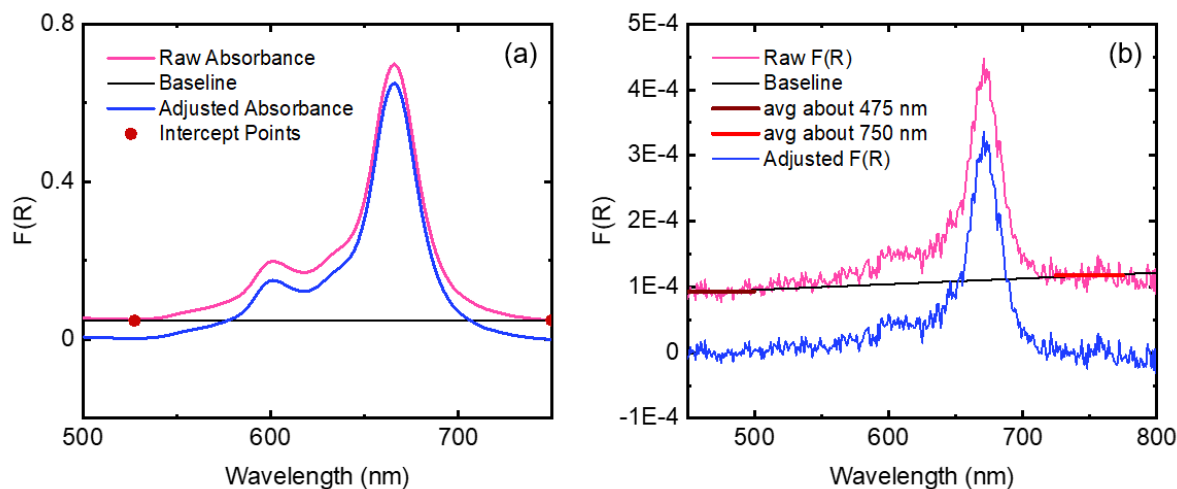 (a)
Raw Absorbance
Baseline
Adjusted Absorbance
Intercept Points
F(R)
0.8
0.4
0
500
600
700
Wavelength (nm)
(b)
Raw F(R)
Baseline
avg about 475 nm
avg about 750 nm
Adjusted F(R)
F(R)
5E-4
4E-4
3E-4
2E-4
1E-4
0
-1E-4
500
600
700
800
Wavelength (nm)